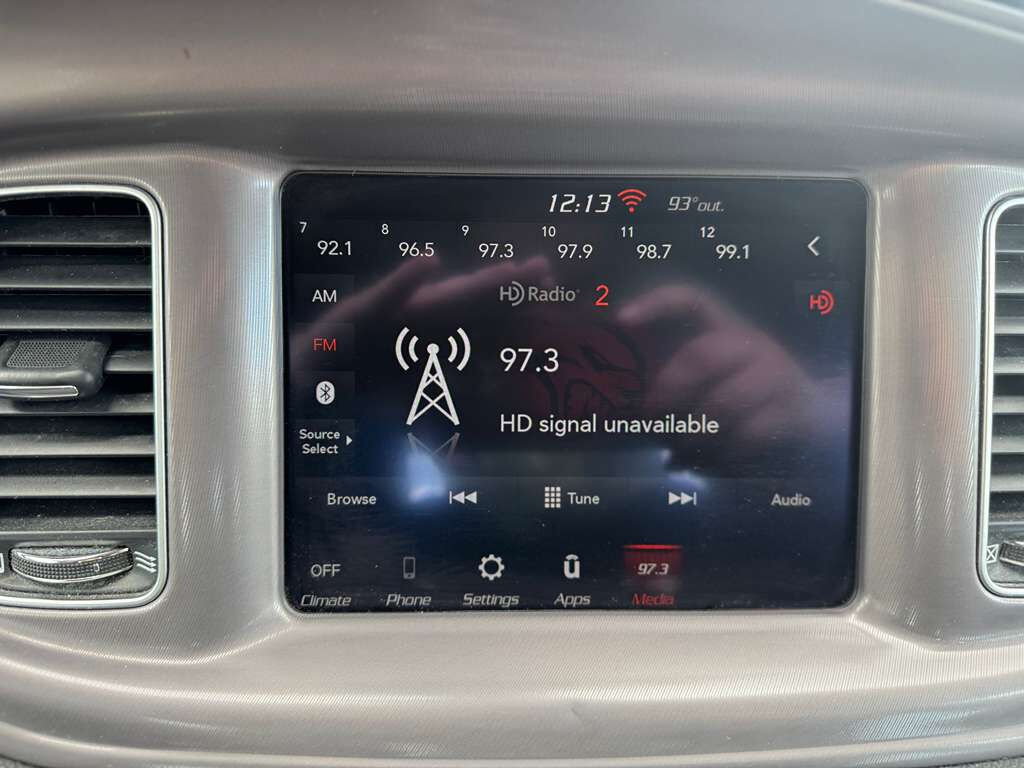 12:13 93° out.
7 92.1 8 96.5 9 97.3 10 97.9 11 98.7 12 99.1
AM
HD Radio 2
HD
FM
97.3
Source
Select
HD signal unavailable
Browse Tune Audio
OFF 97.3
Climate Phone Settings Apps Media